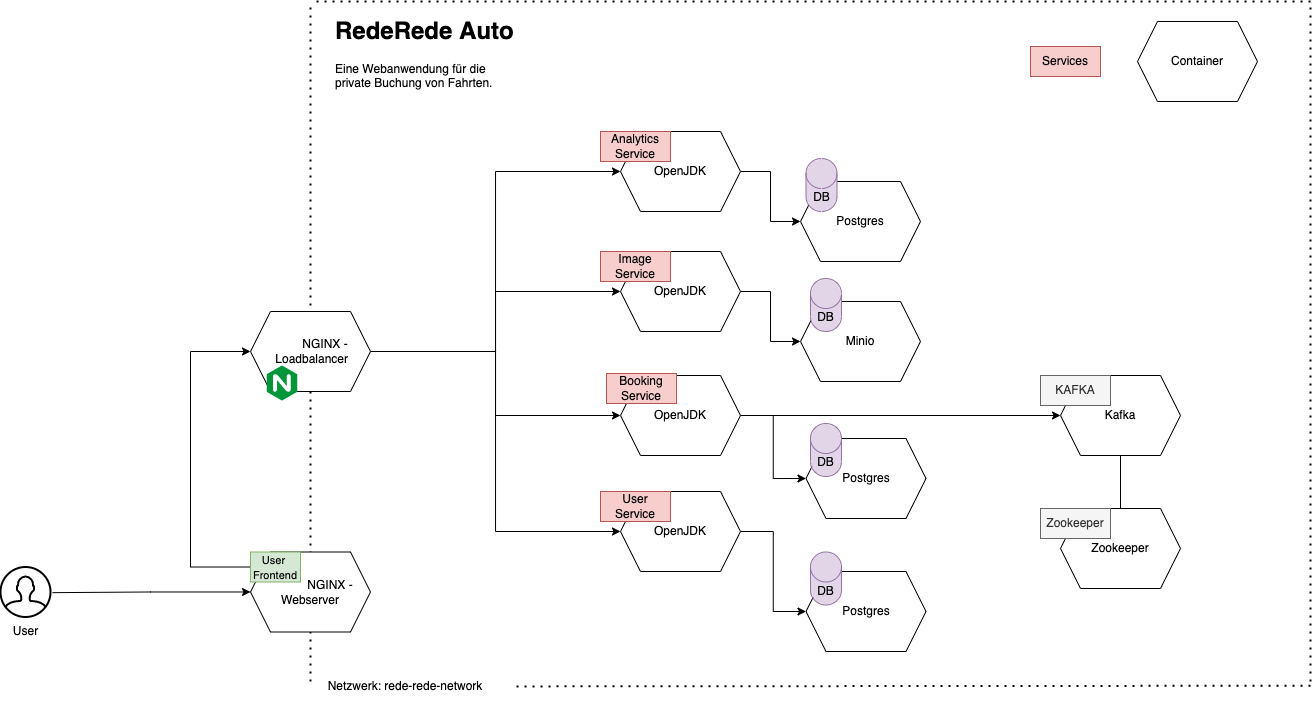 RedeRede Auto
Eine Webanwendung für die
private Buchung von Fahrten.
Services
Container
Analytics
Service
OpenJDK
DB
Postgres
Image
Service
OpenJDK
DB
Minio
NGINX -
Loadbalancer
N
Booking
Service
OpenJDK
KAFKA
Kafka
DB
Postgres
User
Service
OpenJDK
Zookeeper
Zookeeper
DB
Postgres
User
Frontend
NGINX -
Webserver
User
Netzwerk: rede-rede-network